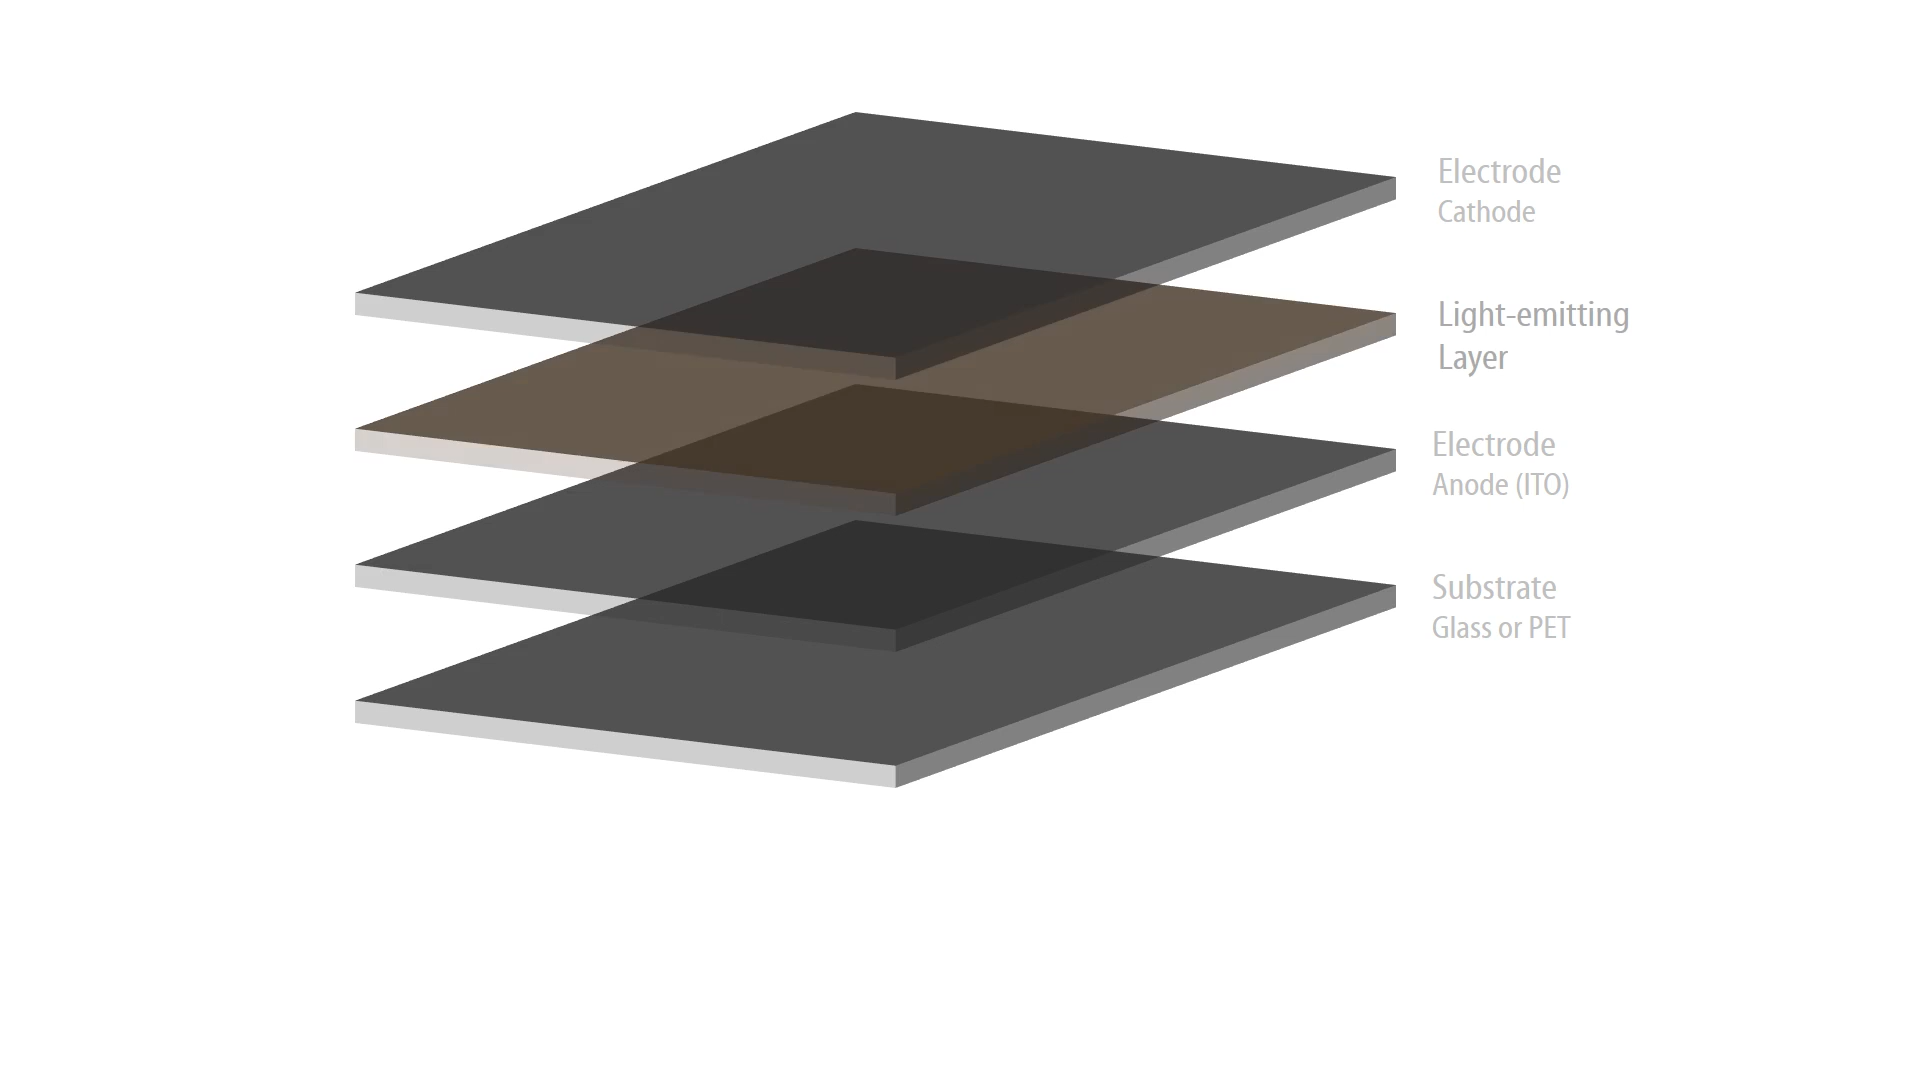 Electrode
Cathode
Light-emitting
Layer
Electrode
Anode (ITO)
Substrate
Glass or PET